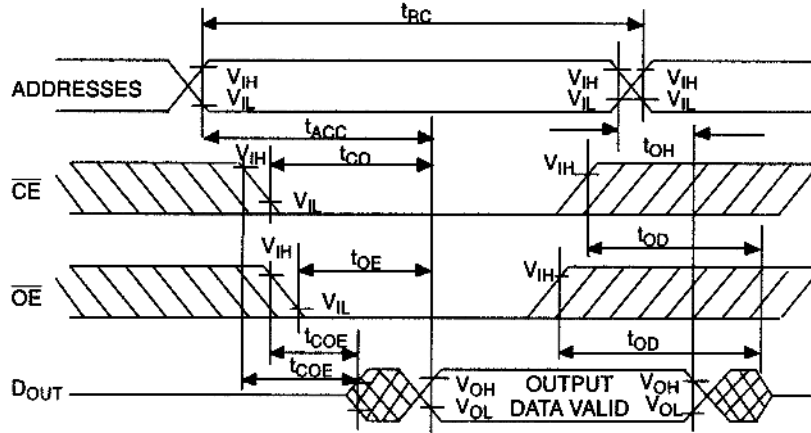 tRC
ADDRESSES
VIH
VIL
VIH
VIL
VIH
VIL
tACC
tOH
CE
VIH
tCO
VIL
VIH
tOD
OE
VIH
tOE
VIL
VIH
tOD
tCOE
tCOE
DOUT
VOH
VOL
OUTPUT
DATA VALID
VOH
VOL